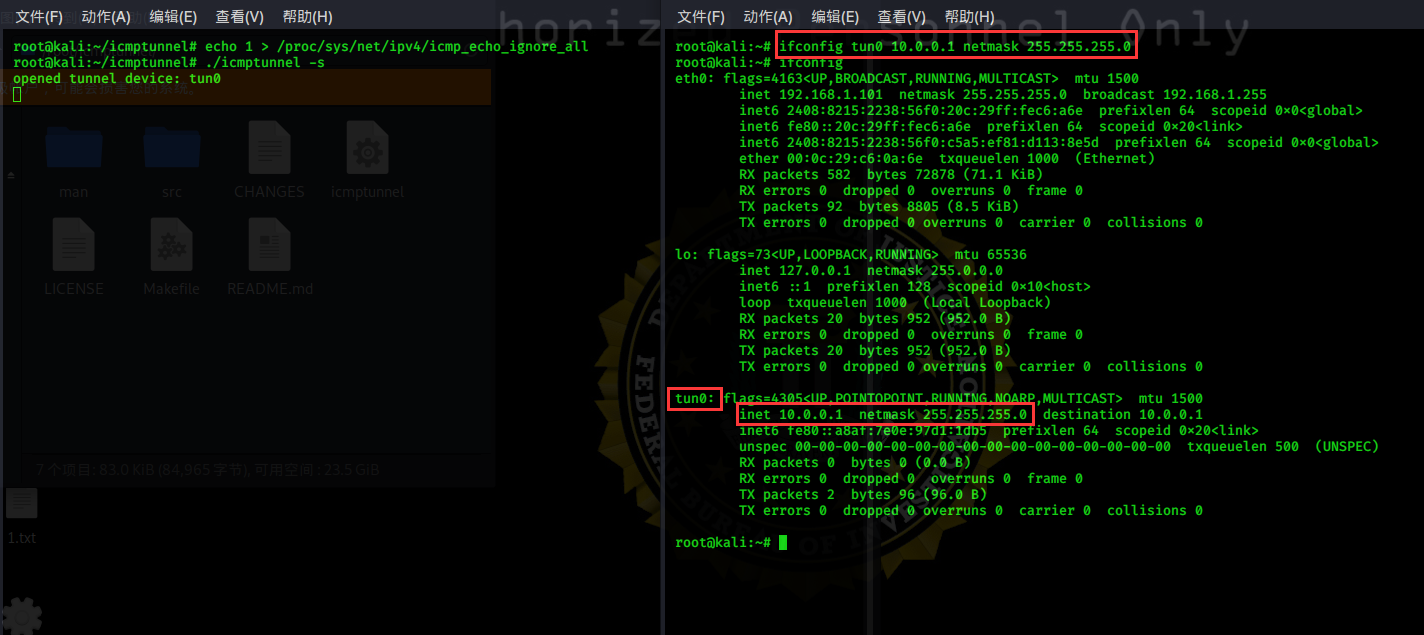 文件(F) 动作(A) 编辑(E) 查看(V) 帮助(H)
root@kali:~/icmptunnel# echo 1 > /proc/sys/net/ipv4/icmp_echo_ignore_all
root@kali:~/icmptunnel# ./icmptunnel -s
opened tunnel device: tun0
可能会损害您的系统。
man src CHANGES icmptunnel
LICENSE Makefile README.md
7 个项目: 83.0 KiB (84,965 字节), 可用空间 : 23.5 GiB
1.txt
文件(F) 动作(A) 编辑(E) 查看(V) 帮助(H)
root@kali:~# ifconfig tun0 10.0.0.1 netmask 255.255.255.0
root@kali:~# ifconfig
eth0: flags=4163<UP,BROADCAST,RUNNING,MULTICAST>  mtu 1500
inet 192.168.1.101  netmask 255.255.255.0  broadcast 192.168.1.255
inet6 2408:8215:2238:56f0:20c:29ff:fec6:a6e  prefixlen 64  scopeid 0×0<global>
inet6 fe80::20c:29ff:fec6:a6e  prefixlen 64  scopeid 0×20<link>
inet6 2408:8215:2238:56f0:c5a5:ef81:d113:8e5d  prefixlen 64  scopeid 0×0<global>
ether 00:0c:29:c6:0a:6e  txqueuelen 1000  (Ethernet)
RX packets 582  bytes 72878 (71.1 KiB)
RX errors 0  dropped 0  overruns 0  frame 0
TX packets 92  bytes 8805 (8.5 KiB)
TX errors 0  dropped 0 overruns 0  carrier 0  collisions 0
lo: flags=73<UP,LOOPBACK,RUNNING>  mtu 65536
inet 127.0.0.1  netmask 255.0.0.0
inet6 ::1  prefixlen 128  scopeid 0×10<host>
loop  txqueuelen 1000  (Local Loopback)
RX packets 20  bytes 952 (952.0 B)
RX errors 0  dropped 0  overruns 0  frame 0
TX packets 20  bytes 952 (952.0 B)
TX errors 0  dropped 0 overruns 0  carrier 0  collisions 0
tun0: flags=4305<UP,POINTOPOINT,RUNNING,NOARP,MULTICAST>  mtu 1500
inet 10.0.0.1  netmask 255.255.255.0  destination 10.0.0.1
inet6 fe80::a8af:7e0e:97d1:1db5  prefixlen 64  scopeid 0×20<link>
unspec 00-00-00-00-00-00-00-00-00-00-00-00-00-00-00-00  txqueuelen 500  (UNSPEC)
RX packets 0  bytes 0 (0.0 B)
RX errors 0  dropped 0  overruns 0  frame 0
TX packets 2  bytes 96 (96.0 B)
TX errors 0  dropped 0 overruns 0  carrier 0  collisions 0
root@kali:~#